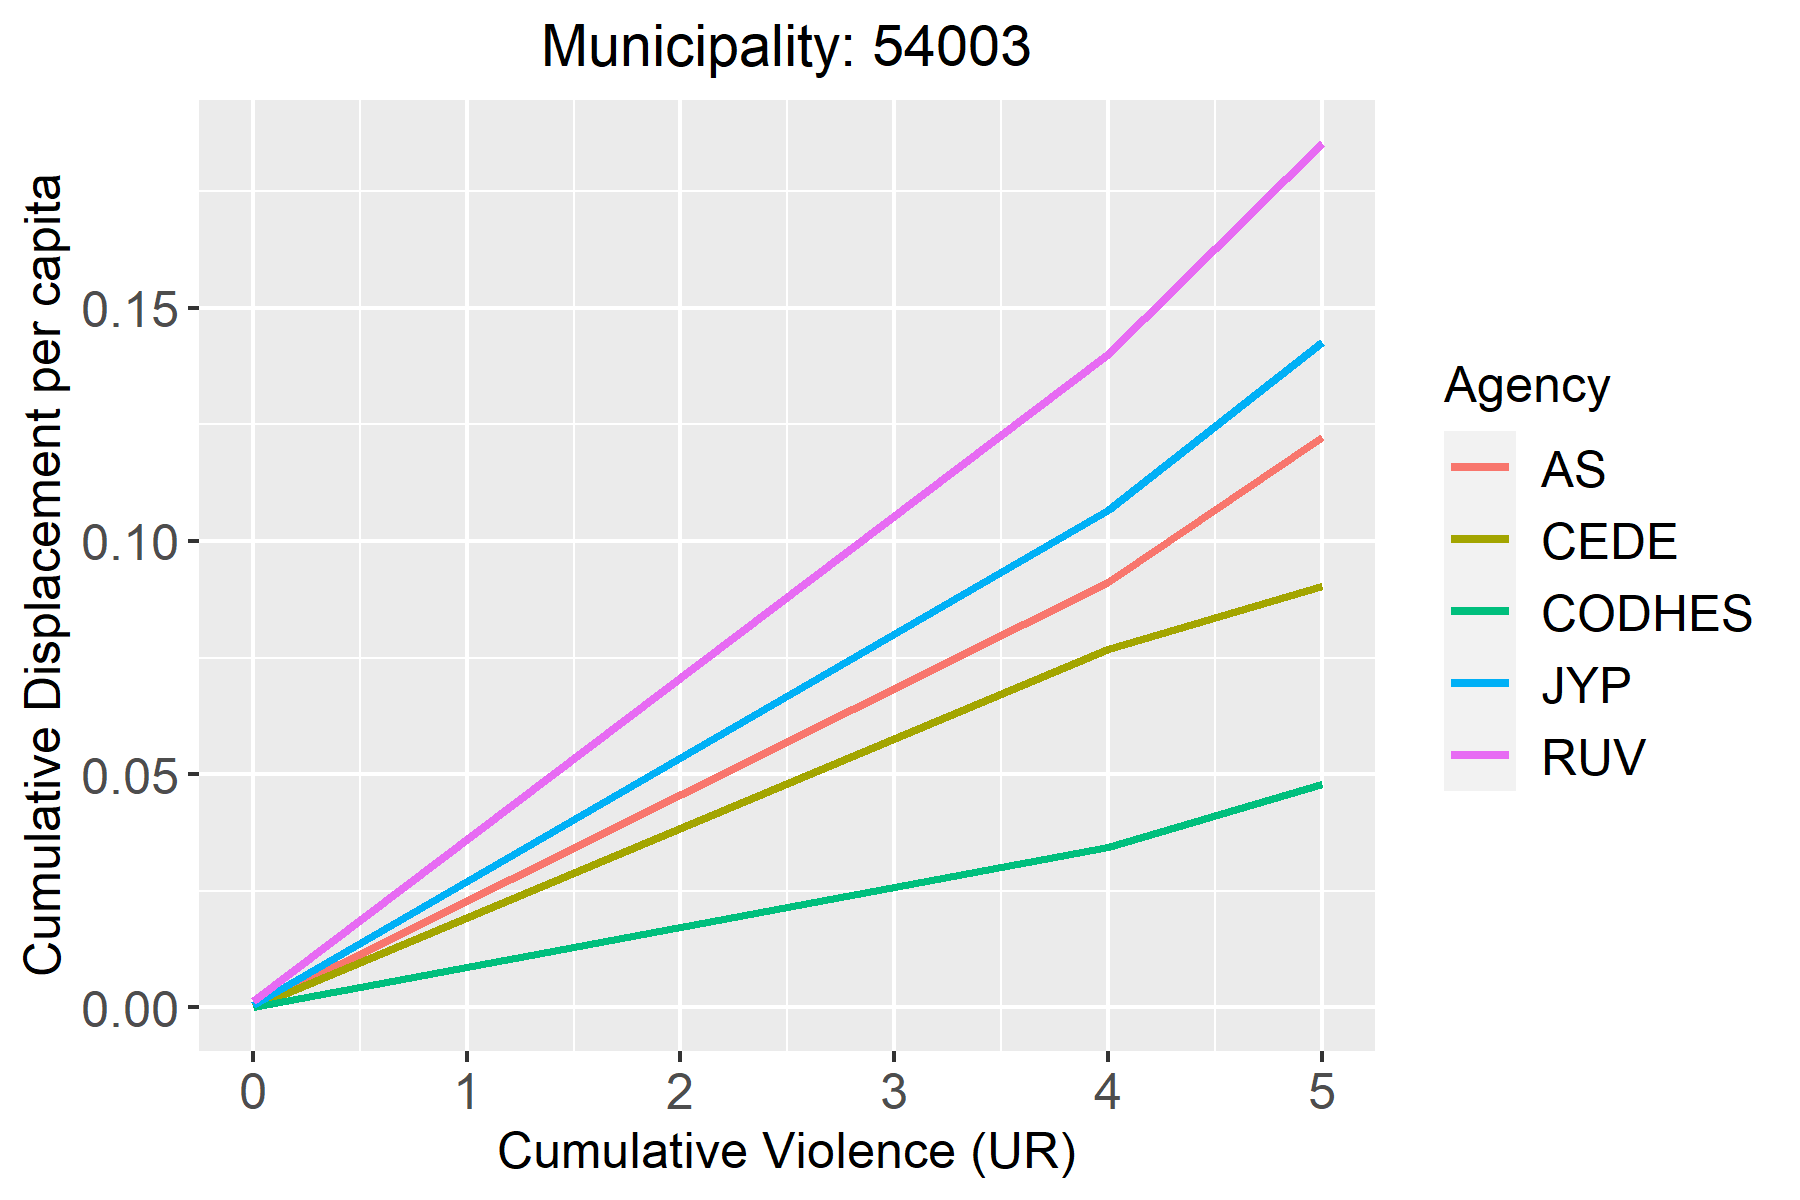 Municipality: 54003
Cumulative Displacement per capita
0.15
0.10
0.05
0.00
0 1 2 3 4 5
Cumulative Violence (UR)
Agency
AS
CEDE
CODHES
JYP
RUV